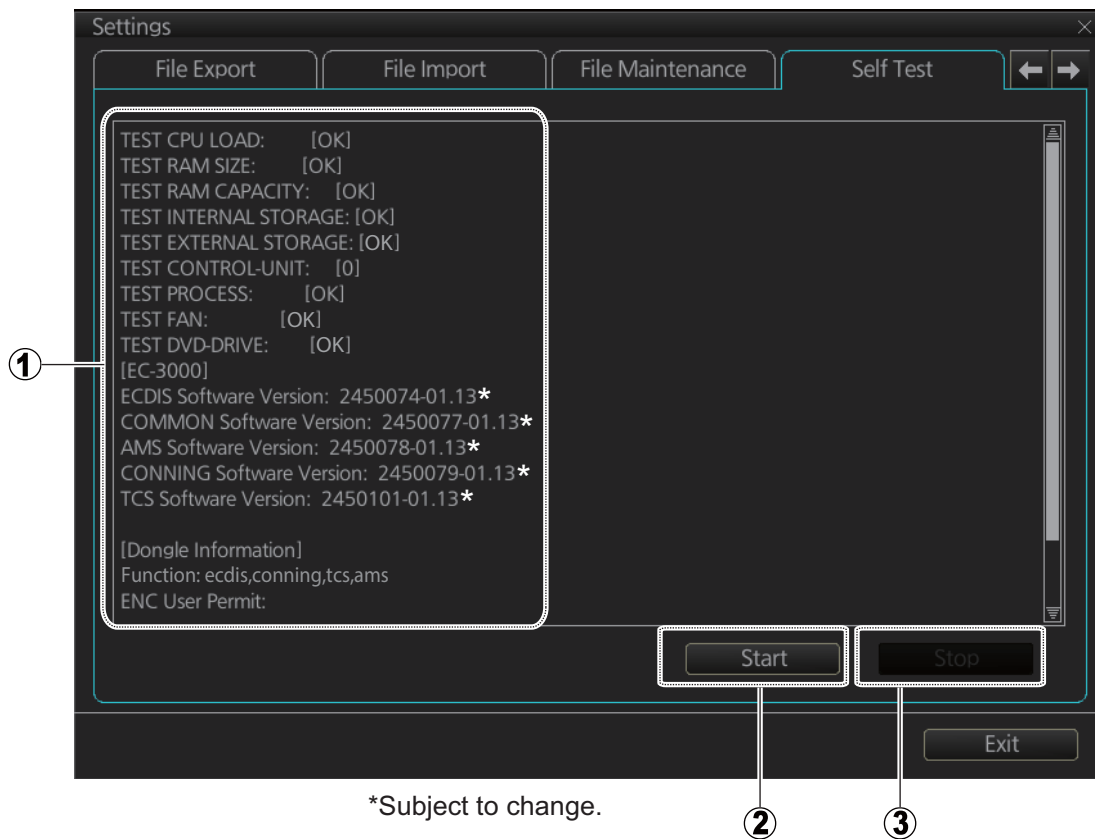 Settings
File Export File Import File Maintenance Self Test
TEST CPU LOAD: [OK]
TEST RAM SIZE: [OK]
TEST RAM CAPACITY: [OK]
TEST INTERNAL STORAGE: [OK]
TEST EXTERNAL STORAGE: [OK]
TEST CONTROL-UNIT: [0]
TEST PROCESS: [OK]
TEST FAN: [OK]
TEST DVD-DRIVE: [OK]
1
[EC-3000]
ECDIS Software Version: 2450074-01.13*
COMMON Software Version: 2450077-01.13*
AMS Software Version: 2450078-01.13*
CONNING Software Version: 2450079-01.13*
TCS Software Version: 2450101-01.13*
[Dongle Information]
Function: ecdis,conning,tcs,ams
ENC User Permit:
Start Stop
Exit
*Subject to change.
2 3